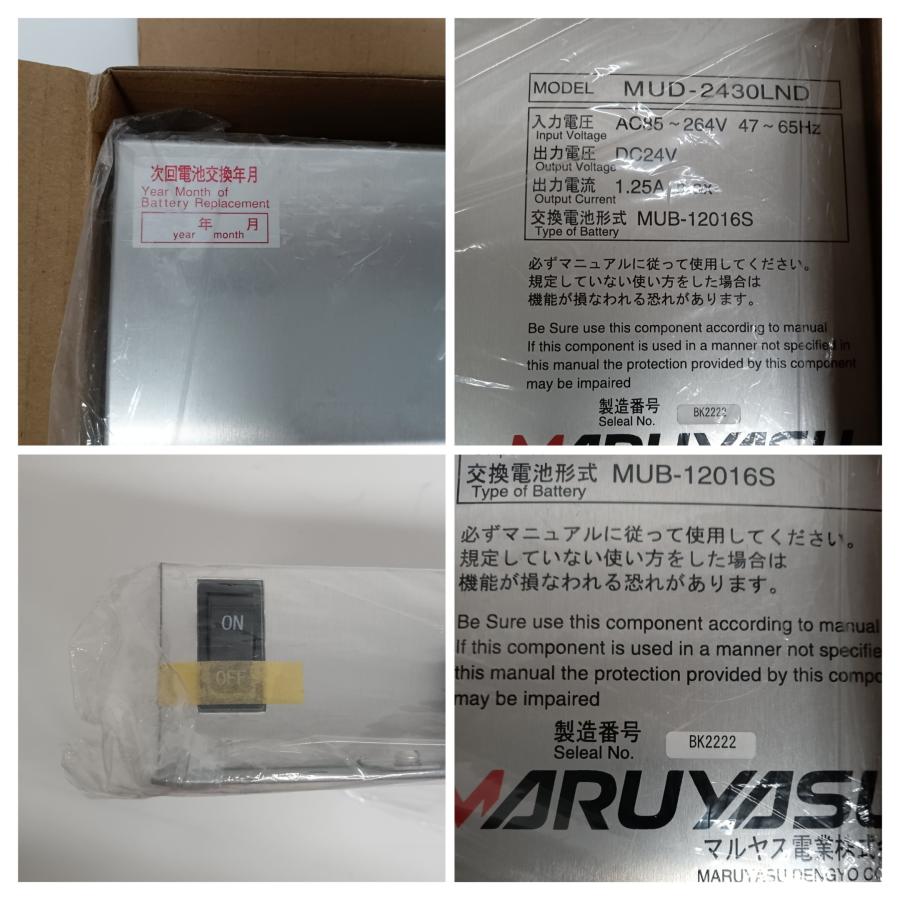 次回電池交換年月
Year Month of
Battery Replacement
年 月
year month
MODEL MUD-2430LND
入力電圧 AC85~264V 47~65Hz
Input Voltage
出力電圧 DC24V
Output Voltage
出力電流 1.25A
Output Current
交換電池形式 MUB-12016S
Type of Battery
必ずマニュアルに従って使用してください。
規定していない使い方をした場合は
機能が損なわれる恐れがあります。
Be Sure use this component according to manual
If this component is used in a manner not specified in
this manual the protection provided by this component
may be impaired
製造番号
Seleal No. BK2222
MARUYASU
ON
OFF
交換電池形式 MUB-12016S
Type of Battery
必ずマニュアルに従って使用してください。
規定していない使い方をした場合は
機能が損なわれる恐れがあります。
Be Sure use this component according to manual
If this component is used in a manner not specifie
this manual the protection provided by this compo
may be impaired
製造番号
Seleal No. BK2222
MARUYASU
マルヤス電業株式
MARUYASU DENGYO CO